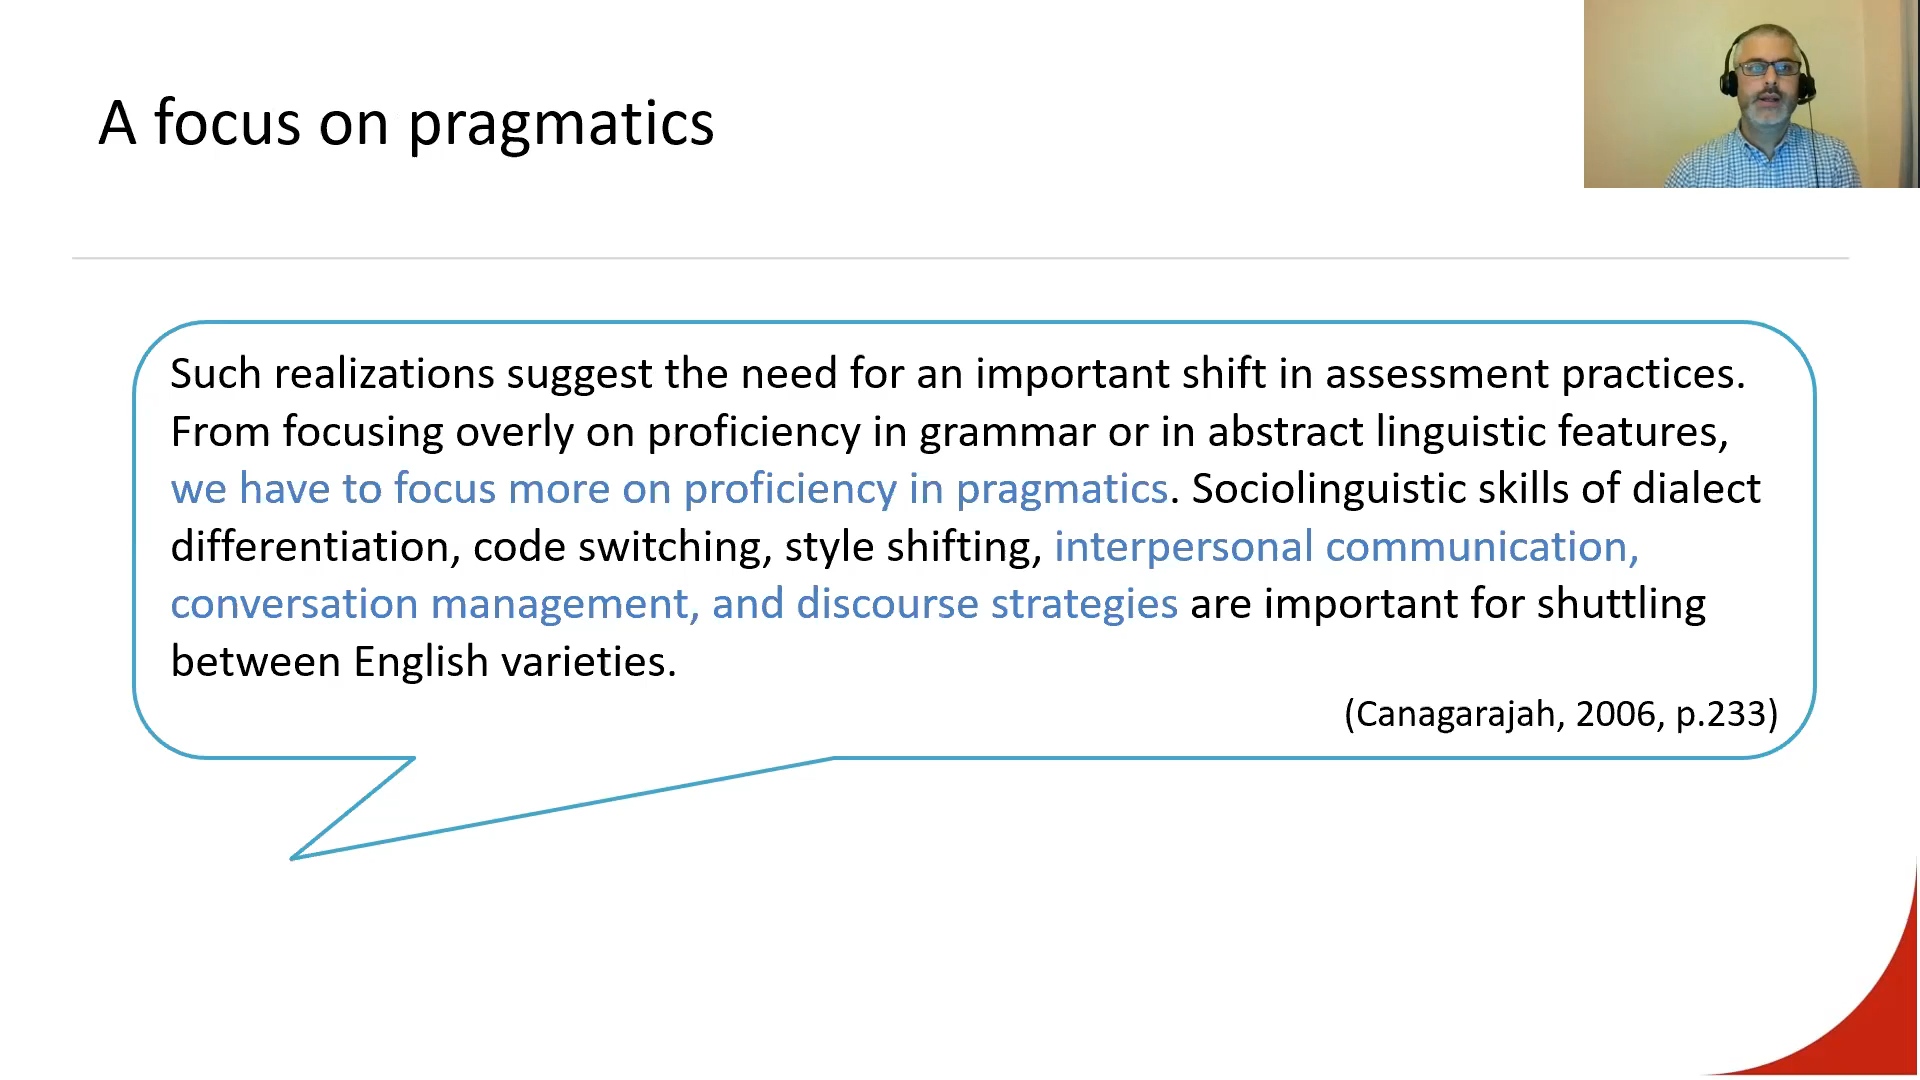 A focus on pragmatics
Such realizations suggest the need for an important shift in assessment practices.
From focusing overly on proficiency in grammar or in abstract linguistic features,
we have to focus more on proficiency in pragmatics. Sociolinguistic skills of dialect
differentiation, code switching, style shifting, interpersonal communication,
conversation management, and discourse strategies are important for shuttling
between English varieties.
(Canagarajah, 2006, p.233)